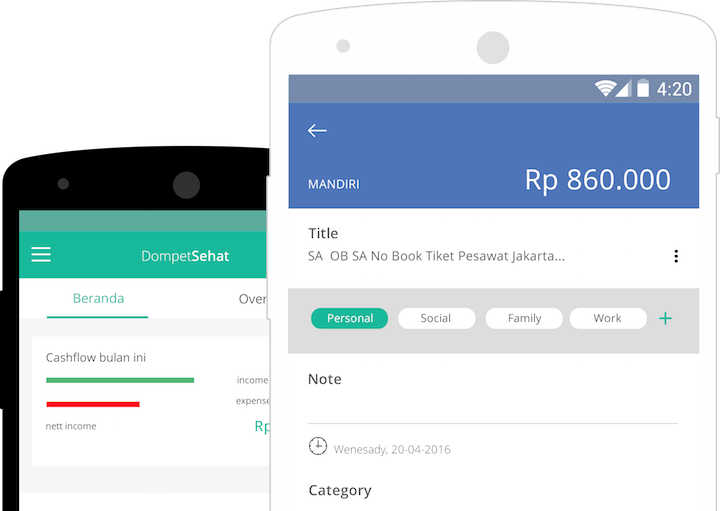 4:20
MANDIRI
Rp 860.000
Title
SA OB SA No Book Tiket Pesawat Jakarta...
Personal Social Family Work +
Note
Wenesady, 20-04-2016
Category
DompetSehat
Beranda Over
Cashflow bulan ini
income
expense
nett income Rp